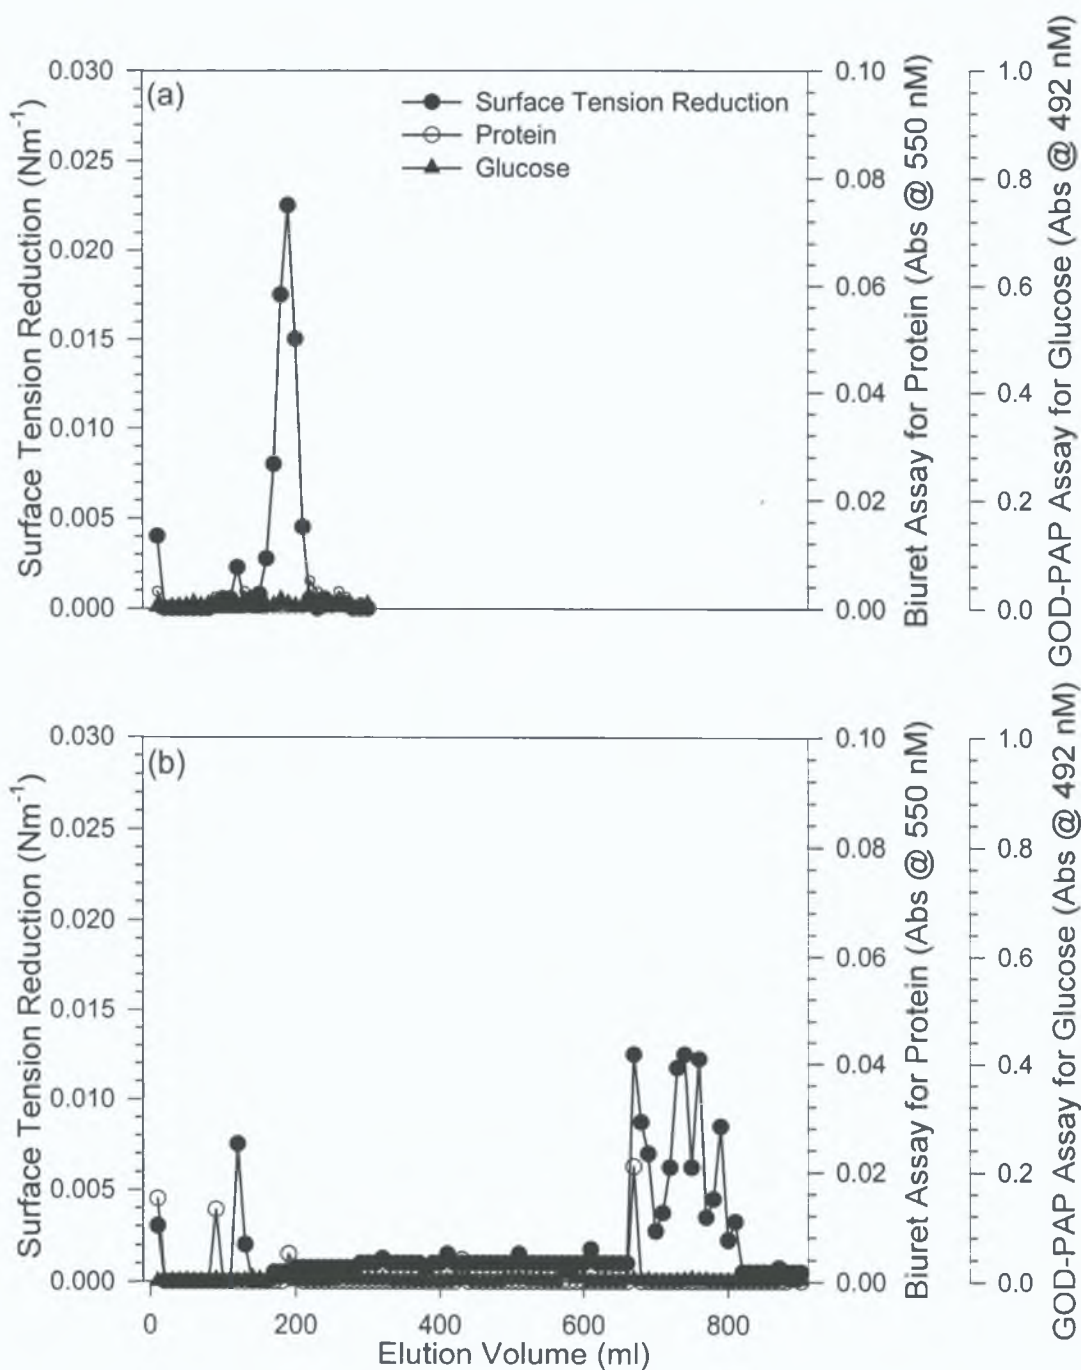 (a)
Surface Tension Reduction
Protein
Glucose
Surface Tension Reduction (Nm⁻¹)
0.030
0.025
0.020
0.015
0.010
0.005
0.000
Biuret Assay for Protein (Abs @ 550 nM)
0.10
0.08
0.06
0.04
0.02
0.00
GOD-PAP Assay for Glucose (Abs @ 492 nM)
1.0
0.8
0.6
0.4
0.2
0.0
(b)
Surface Tension Reduction (Nm⁻¹)
0.030
0.025
0.020
0.015
0.010
0.005
0.000
Biuret Assay for Protein (Abs @ 550 nM)
0.10
0.08
0.06
0.04
0.02
0.00
GOD-PAP Assay for Glucose (Abs @ 492 nM)
1.0
0.8
0.6
0.4
0.2
0.0
0 200 400 600 800
Elution Volume (ml)